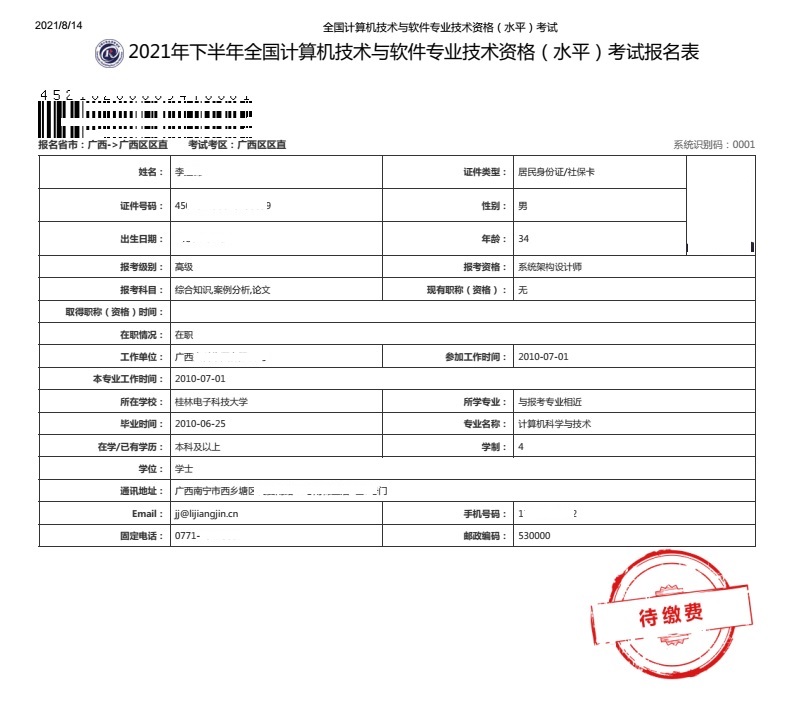 2021/8/14 全国计算机技术与软件专业技术资格（水平）考试
2021年下半年全国计算机技术与软件专业技术资格（水平）考试报名表
报名省市：广西->广西区区直 考试考区：广西区区直 系统识别码：0001
姓名： 李 证件类型： 居民身份证/社保卡
证件号码： 45 9 性别： 男
出生日期： 年龄： 34
报考级别： 高级 报考资格： 系统架构设计师
报考科目： 综合知识,案例分析,论文 现有职称（资格）： 无
取得职称（资格）时间：
在职情况： 在职
工作单位： 广西 参加工作时间： 2010-07-01
本专业工作时间： 2010-07-01
所在学校： 桂林电子科技大学 所学专业： 与报考专业相近
毕业时间： 2010-06-25 专业名称： 计算机科学与技术
在学/已有学历： 本科及以上 学制： 4
学位： 学士
通讯地址： 广西南宁市西乡塘区 门
Email： jj@lijiangjin.cn 手机号码： 1 2
固定电话： 0771- 邮政编码： 530000
待缴费